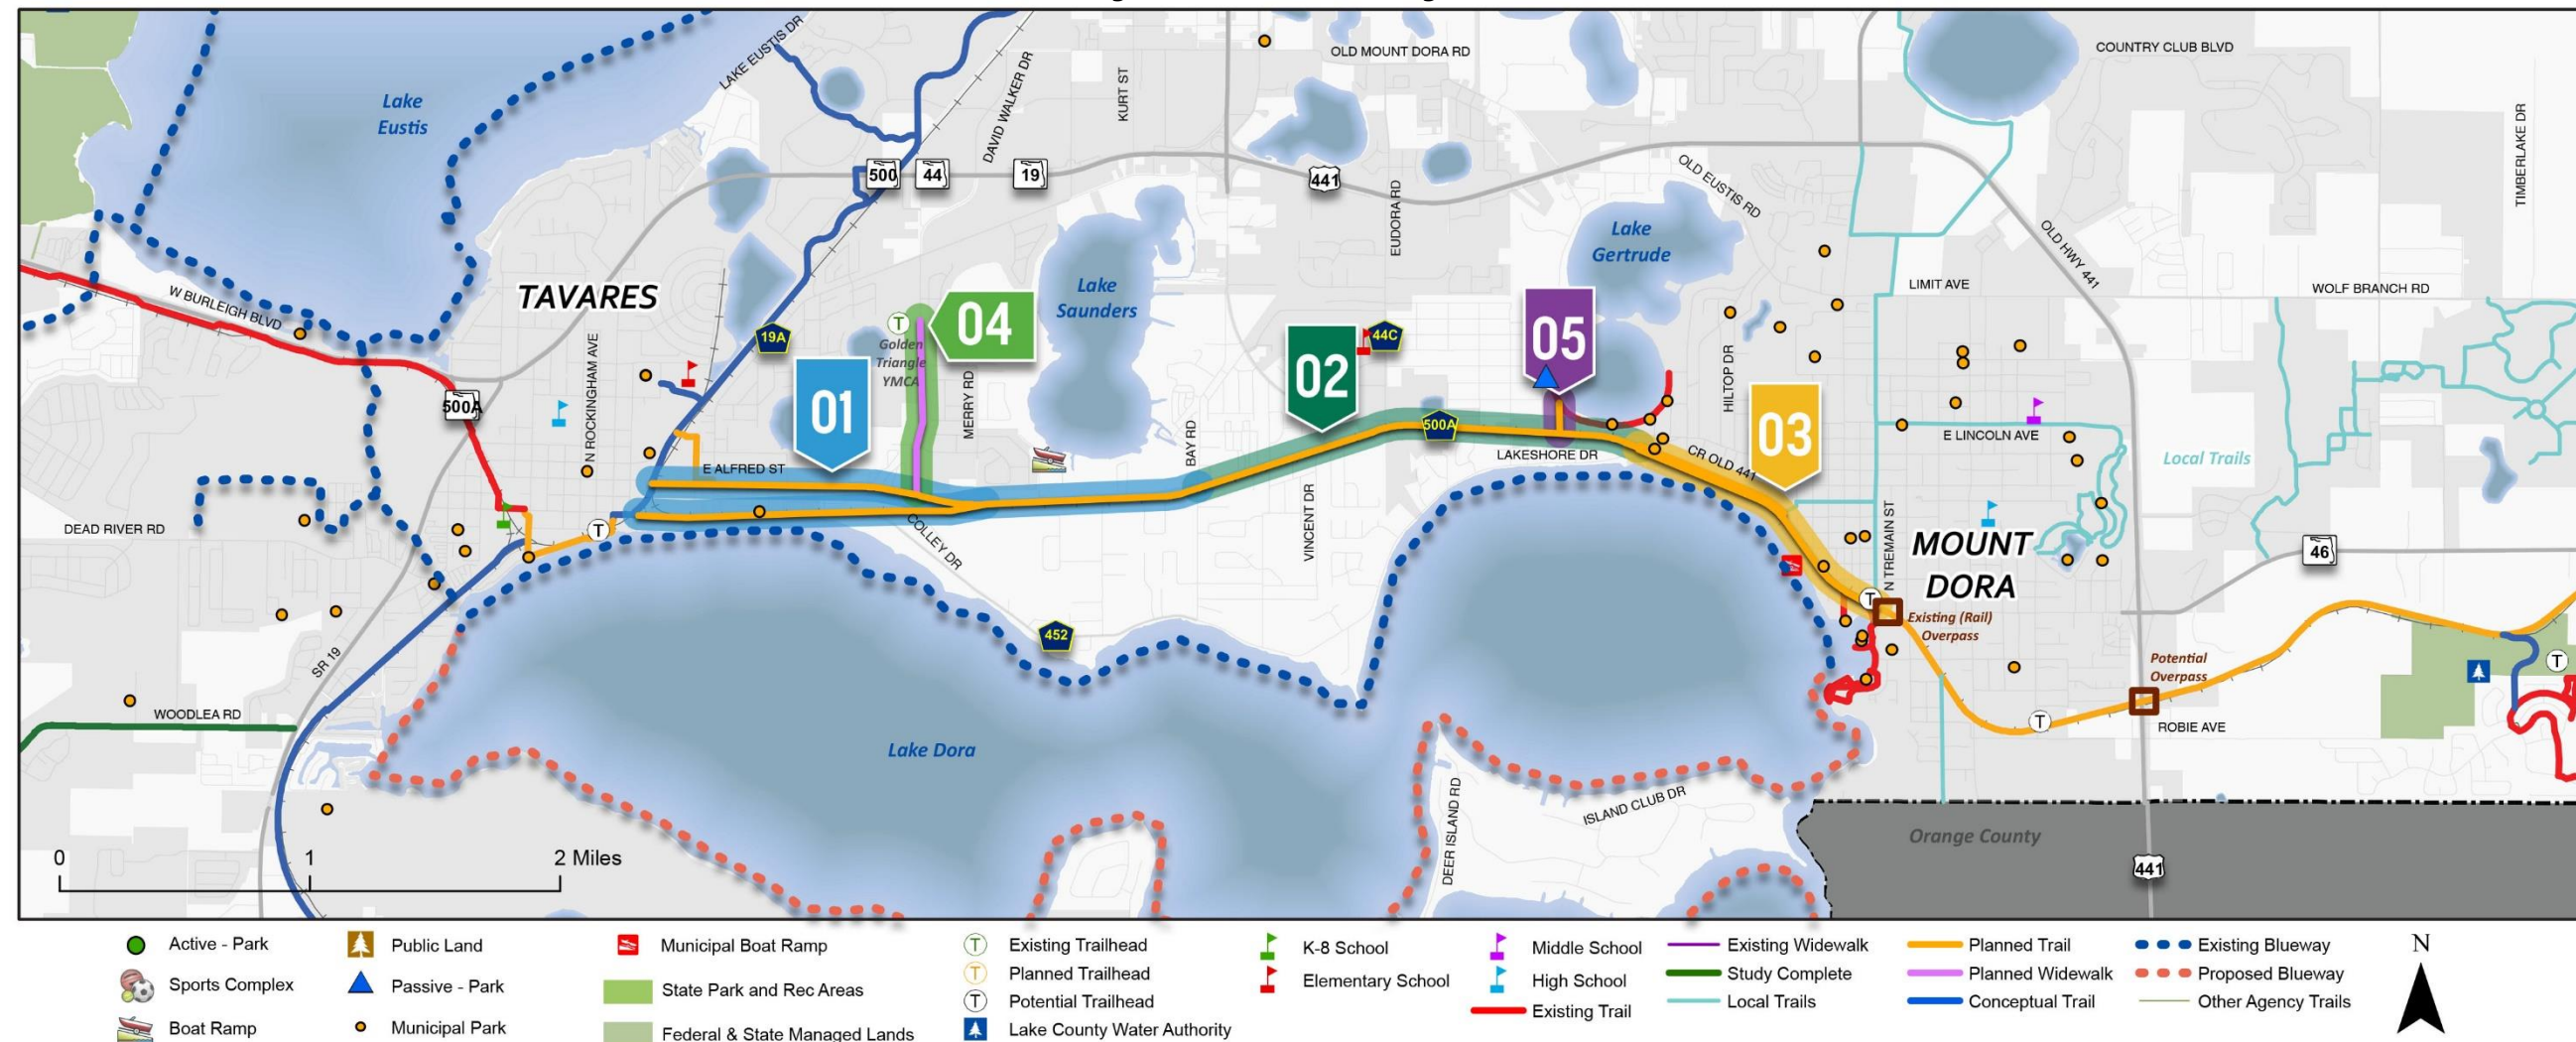 LAKE EUSTIS DR
DAVID WALKER DR
KURT ST
OLD MOUNT DORA RD
COUNTRY CLUB BLVD
TIMBERLAKE DR
Lake
Eustis
500
44
19
441
OLD EUSTIS RD
EUDORA RD
Lake
Gertrude
OLD HWY 441
LIMIT AVE
WOLF BRANCH RD
W BURLEIGH BLVD
TAVARES
N ROCKINGHAM AVE
19A
Golden
Triangle
YMCA
T
04
Lake
Saunders
MERRY RD
BAY RD
01
02
44C
05
HILTOP DR
03
500A
500A
E ALFRED ST
LAKESHORE DR
CR OLD 441
E LINCOLN AVE
Local Trails
DEAD RIVER RD
T
COLLEY DR
VINCENT DR
N TREMAIN ST
MOUNT
DORA
46
T
Existing (Rail)
Overpass
452
SR 19
WOODLEA RD
Potential
Overpass
T
T
ROBIE AVE
Lake Dora
DEER ISLAND RD
ISLAND CLUB DR
Orange County
441
0 1 2 Miles
Active - Park
Sports Complex
Boat Ramp
Public Land
Passive - Park
Municipal Park
Municipal Boat Ramp
State Park and Rec Areas
Federal & State Managed Lands
T Existing Trailhead
T Planned Trailhead
T Potential Trailhead
Lake County Water Authority
K-8 School
Elementary School
Middle School
High School
Existing Trail
Existing Widewalk
Study Complete
Local Trails
Planned Trail
Planned Widewalk
Conceptual Trail
Existing Blueway
Proposed Blueway
Other Agency Trails
N